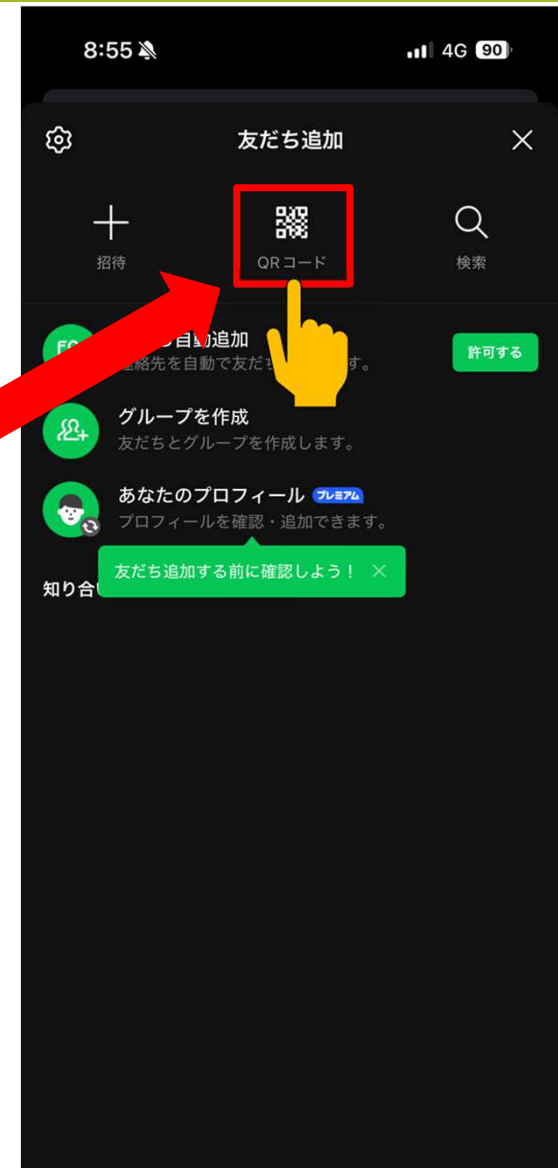 8:55
4G 90
友だち追加
招待
QRコード
検索
自動追加
絡先を自動で友だち
す。
許可する
グループを作成
友だちとグループを作成します。
あなたのプロフィール プレミアム
プロフィールを確認・追加できます。
友だち追加する前に確認しよう！
知り合い